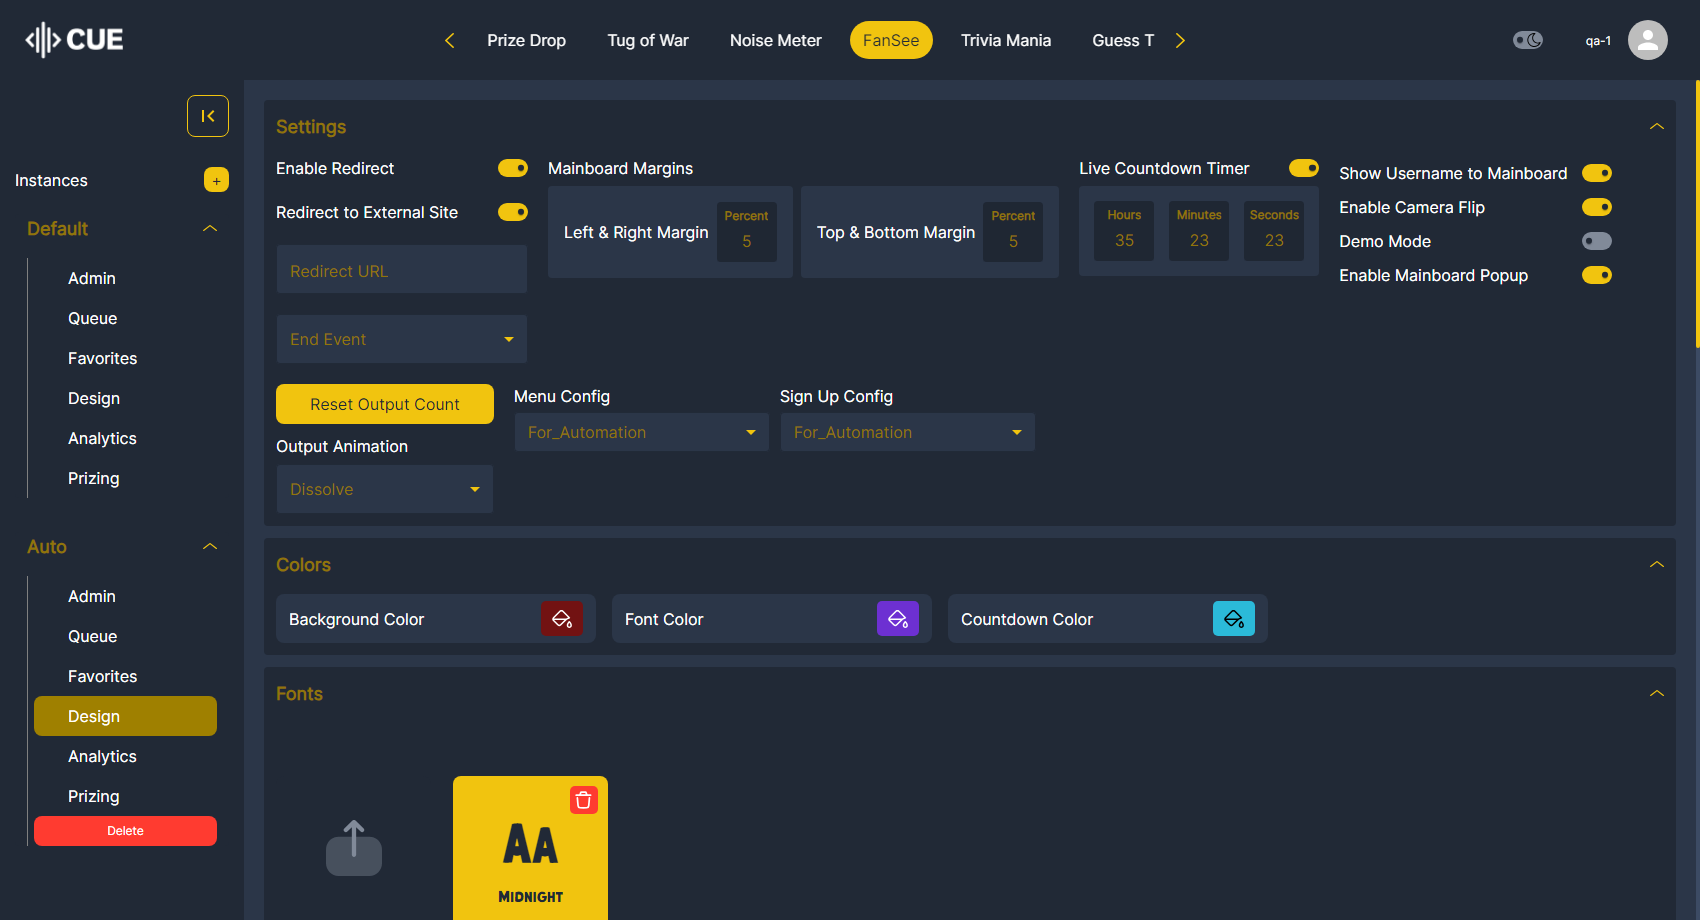 CUE
Prize Drop
Tug of War
Noise Meter
FanSee
Trivia Mania
Guess T
qa-1
Instances
+
Default
Admin
Queue
Favorites
Design
Analytics
Prizing
Auto
Admin
Queue
Favorites
Design
Analytics
Prizing
Delete
Settings
Enable Redirect
Redirect to External Site
Redirect URL
End Event
Mainboard Margins
Left & Right Margin
Percent
5
Top & Bottom Margin
Percent
5
Live Countdown Timer
Hours
35
Minutes
23
Seconds
23
Show Username to Mainboard
Enable Camera Flip
Demo Mode
Enable Mainboard Popup
Reset Output Count
Output Animation
Dissolve
Menu Config
For_Automation
Sign Up Config
For_Automation
Colors
Background Color
Font Color
Countdown Color
Fonts
AA
MIDNIGHT